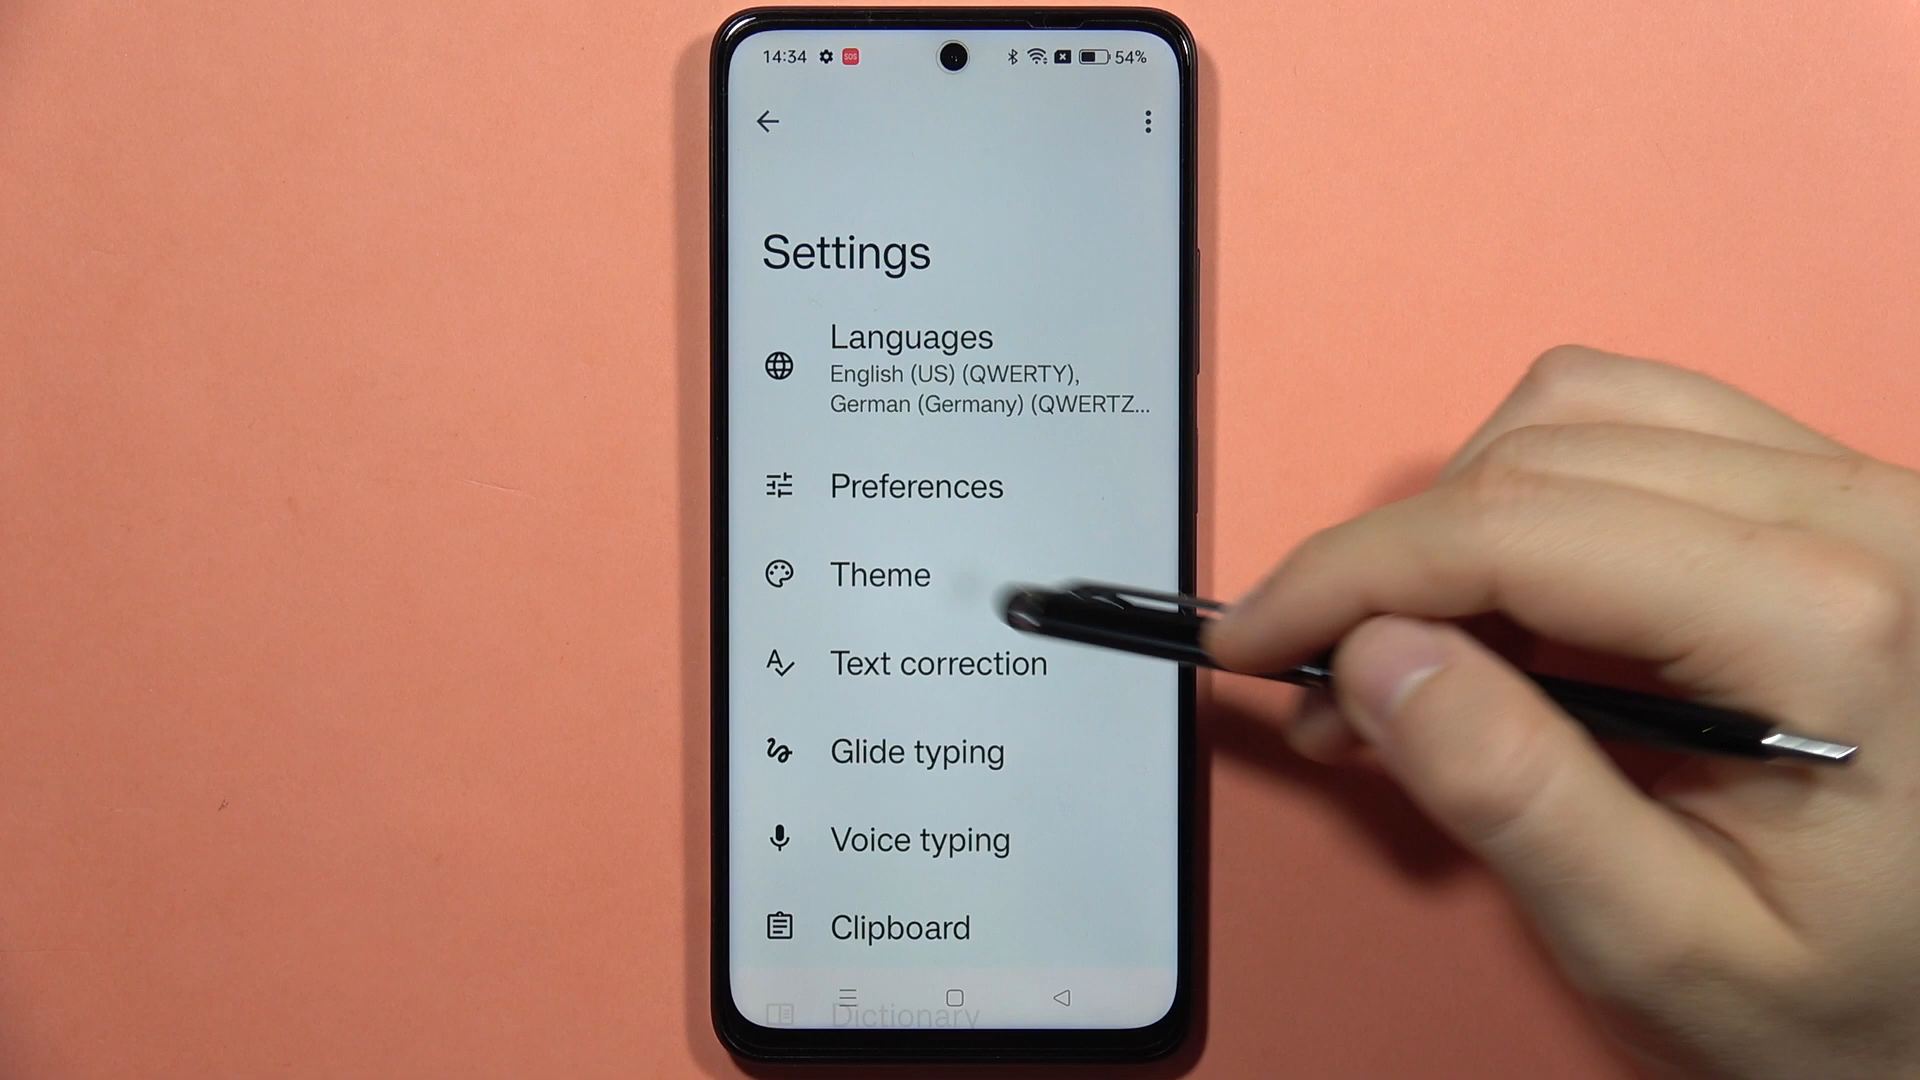 14:34 SOS 54%
Settings
Languages
English (US) (QWERTY),
German (Germany) (QWERTZ...
Preferences
Theme
Text correction
Glide typing
Voice typing
Clipboard
Dictionary